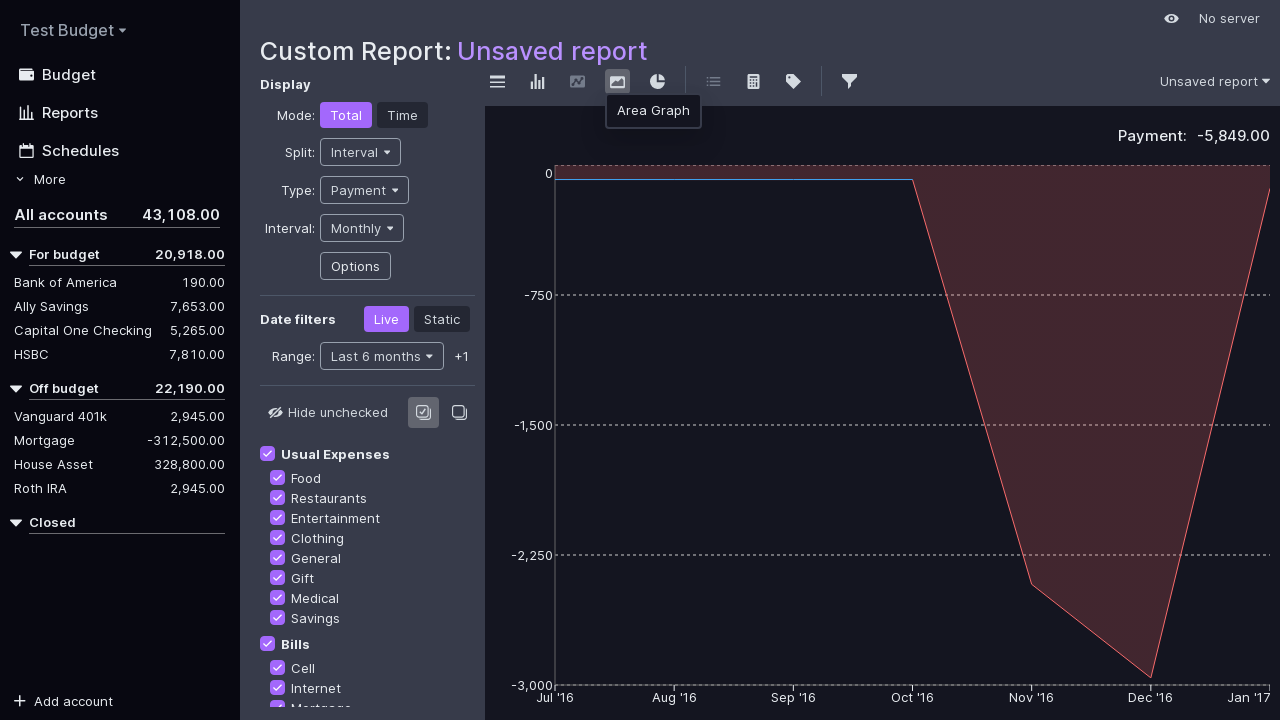 Test Budget
Budget
Reports
Schedules
More
All accounts 43,108.00
For budget 20,918.00
Bank of America 190.00
Ally Savings 7,653.00
Capital One Checking 5,265.00
HSBC 7,810.00
Off budget 22,190.00
Vanguard 401k 2,945.00
Mortgage -312,500.00
House Asset 328,800.00
Roth IRA 2,945.00
Closed
Add account
No server
Custom Report: Unsaved report
Display
Mode: Total Time
Split: Interval
Type: Payment
Interval: Monthly
Options
Date filters Live Static
Range: Last 6 months +1
Hide unchecked
Usual Expenses
Food
Restaurants
Entertainment
Clothing
General
Gift
Medical
Savings
Bills
Cell
Internet
Mortgage
Unsaved report
Area Graph
Payment: -5,849.00
0
-750
-1,500
-2,250
-3,000
Jul '16 Aug '16 Sep '16 Oct '16 Nov '16 Dec '16 Jan '17